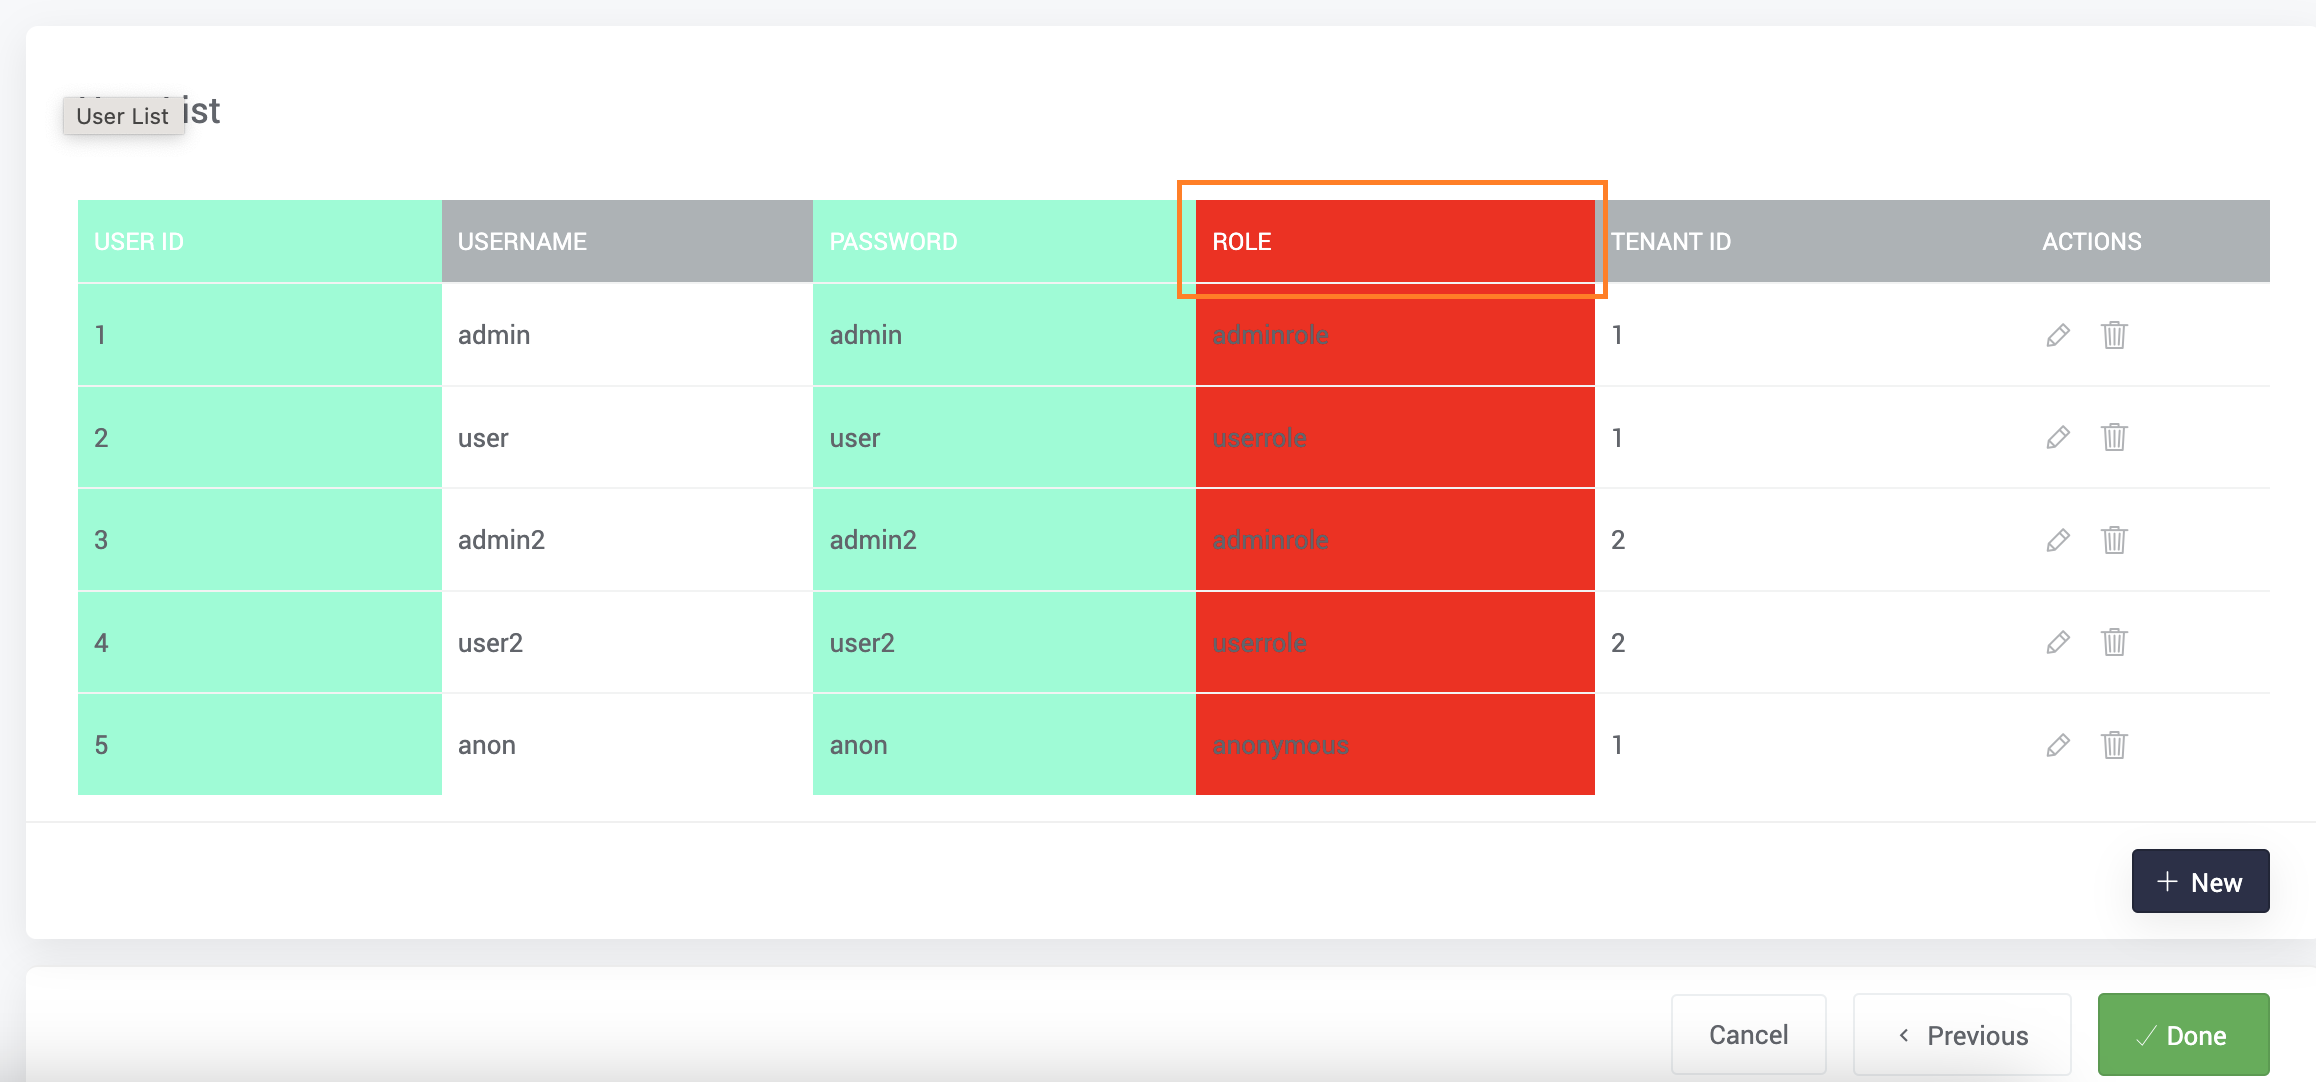 User List
ist
USER ID USERNAME PASSWORD ROLE TENANT ID ACTIONS
1 admin admin adminrole 1
2 user user userrole 1
3 admin2 admin2 adminrole 2
4 user2 user2 userrole 2
5 anon anon anonymous 1
+ New
Cancel
‹ Previous
✓ Done